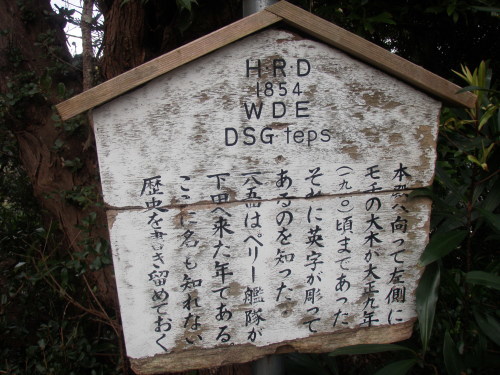 HRD
1854
WDE
DSG teps
本殿へ向って左側に
モチの大木が大正九年
(一九二〇)頃まであった
それに英字が彫って
あるのを知った
一八五四はペリー艦隊が
下田へ来た年である
ここに名も知れない
歴史を書き留めておく